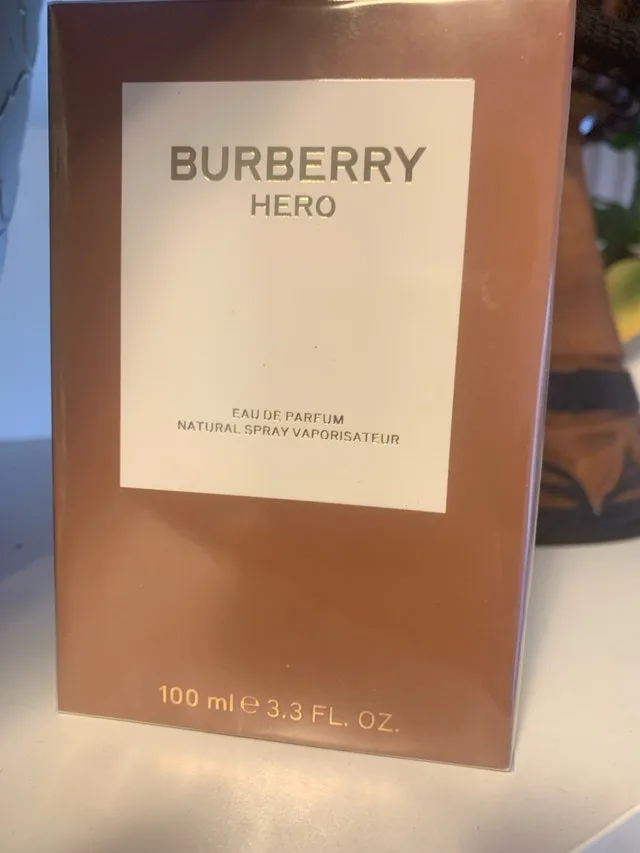 BURBERRY
HERO
EAU DE PARFUM
NATURAL SPRAY VAPORISATEUR
100 ml ℮ 3.3 FL. OZ.